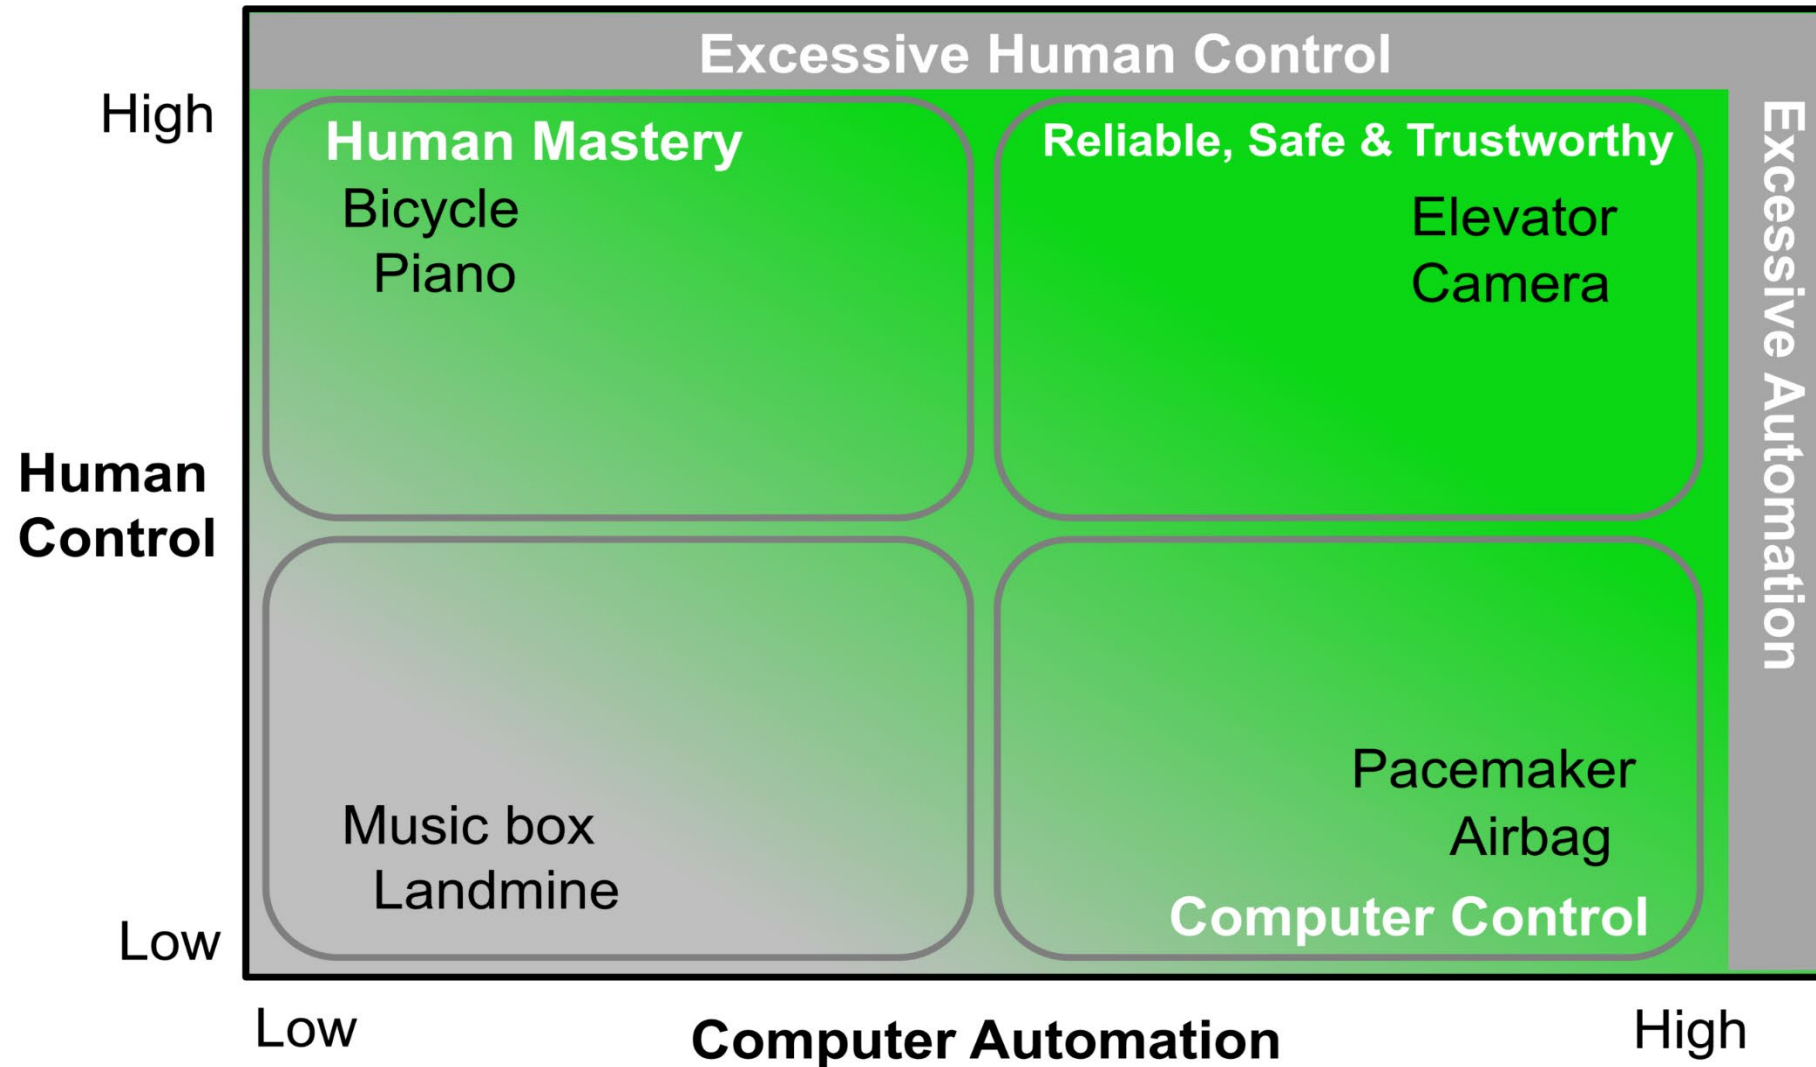 Excessive Human Control
High
Human Mastery
Bicycle
Piano
Reliable, Safe & Trustworthy
Elevator
Camera
Excessive Automation
Human
Control
Music box
Landmine
Pacemaker
Airbag
Computer Control
Low
Low
Computer Automation
High